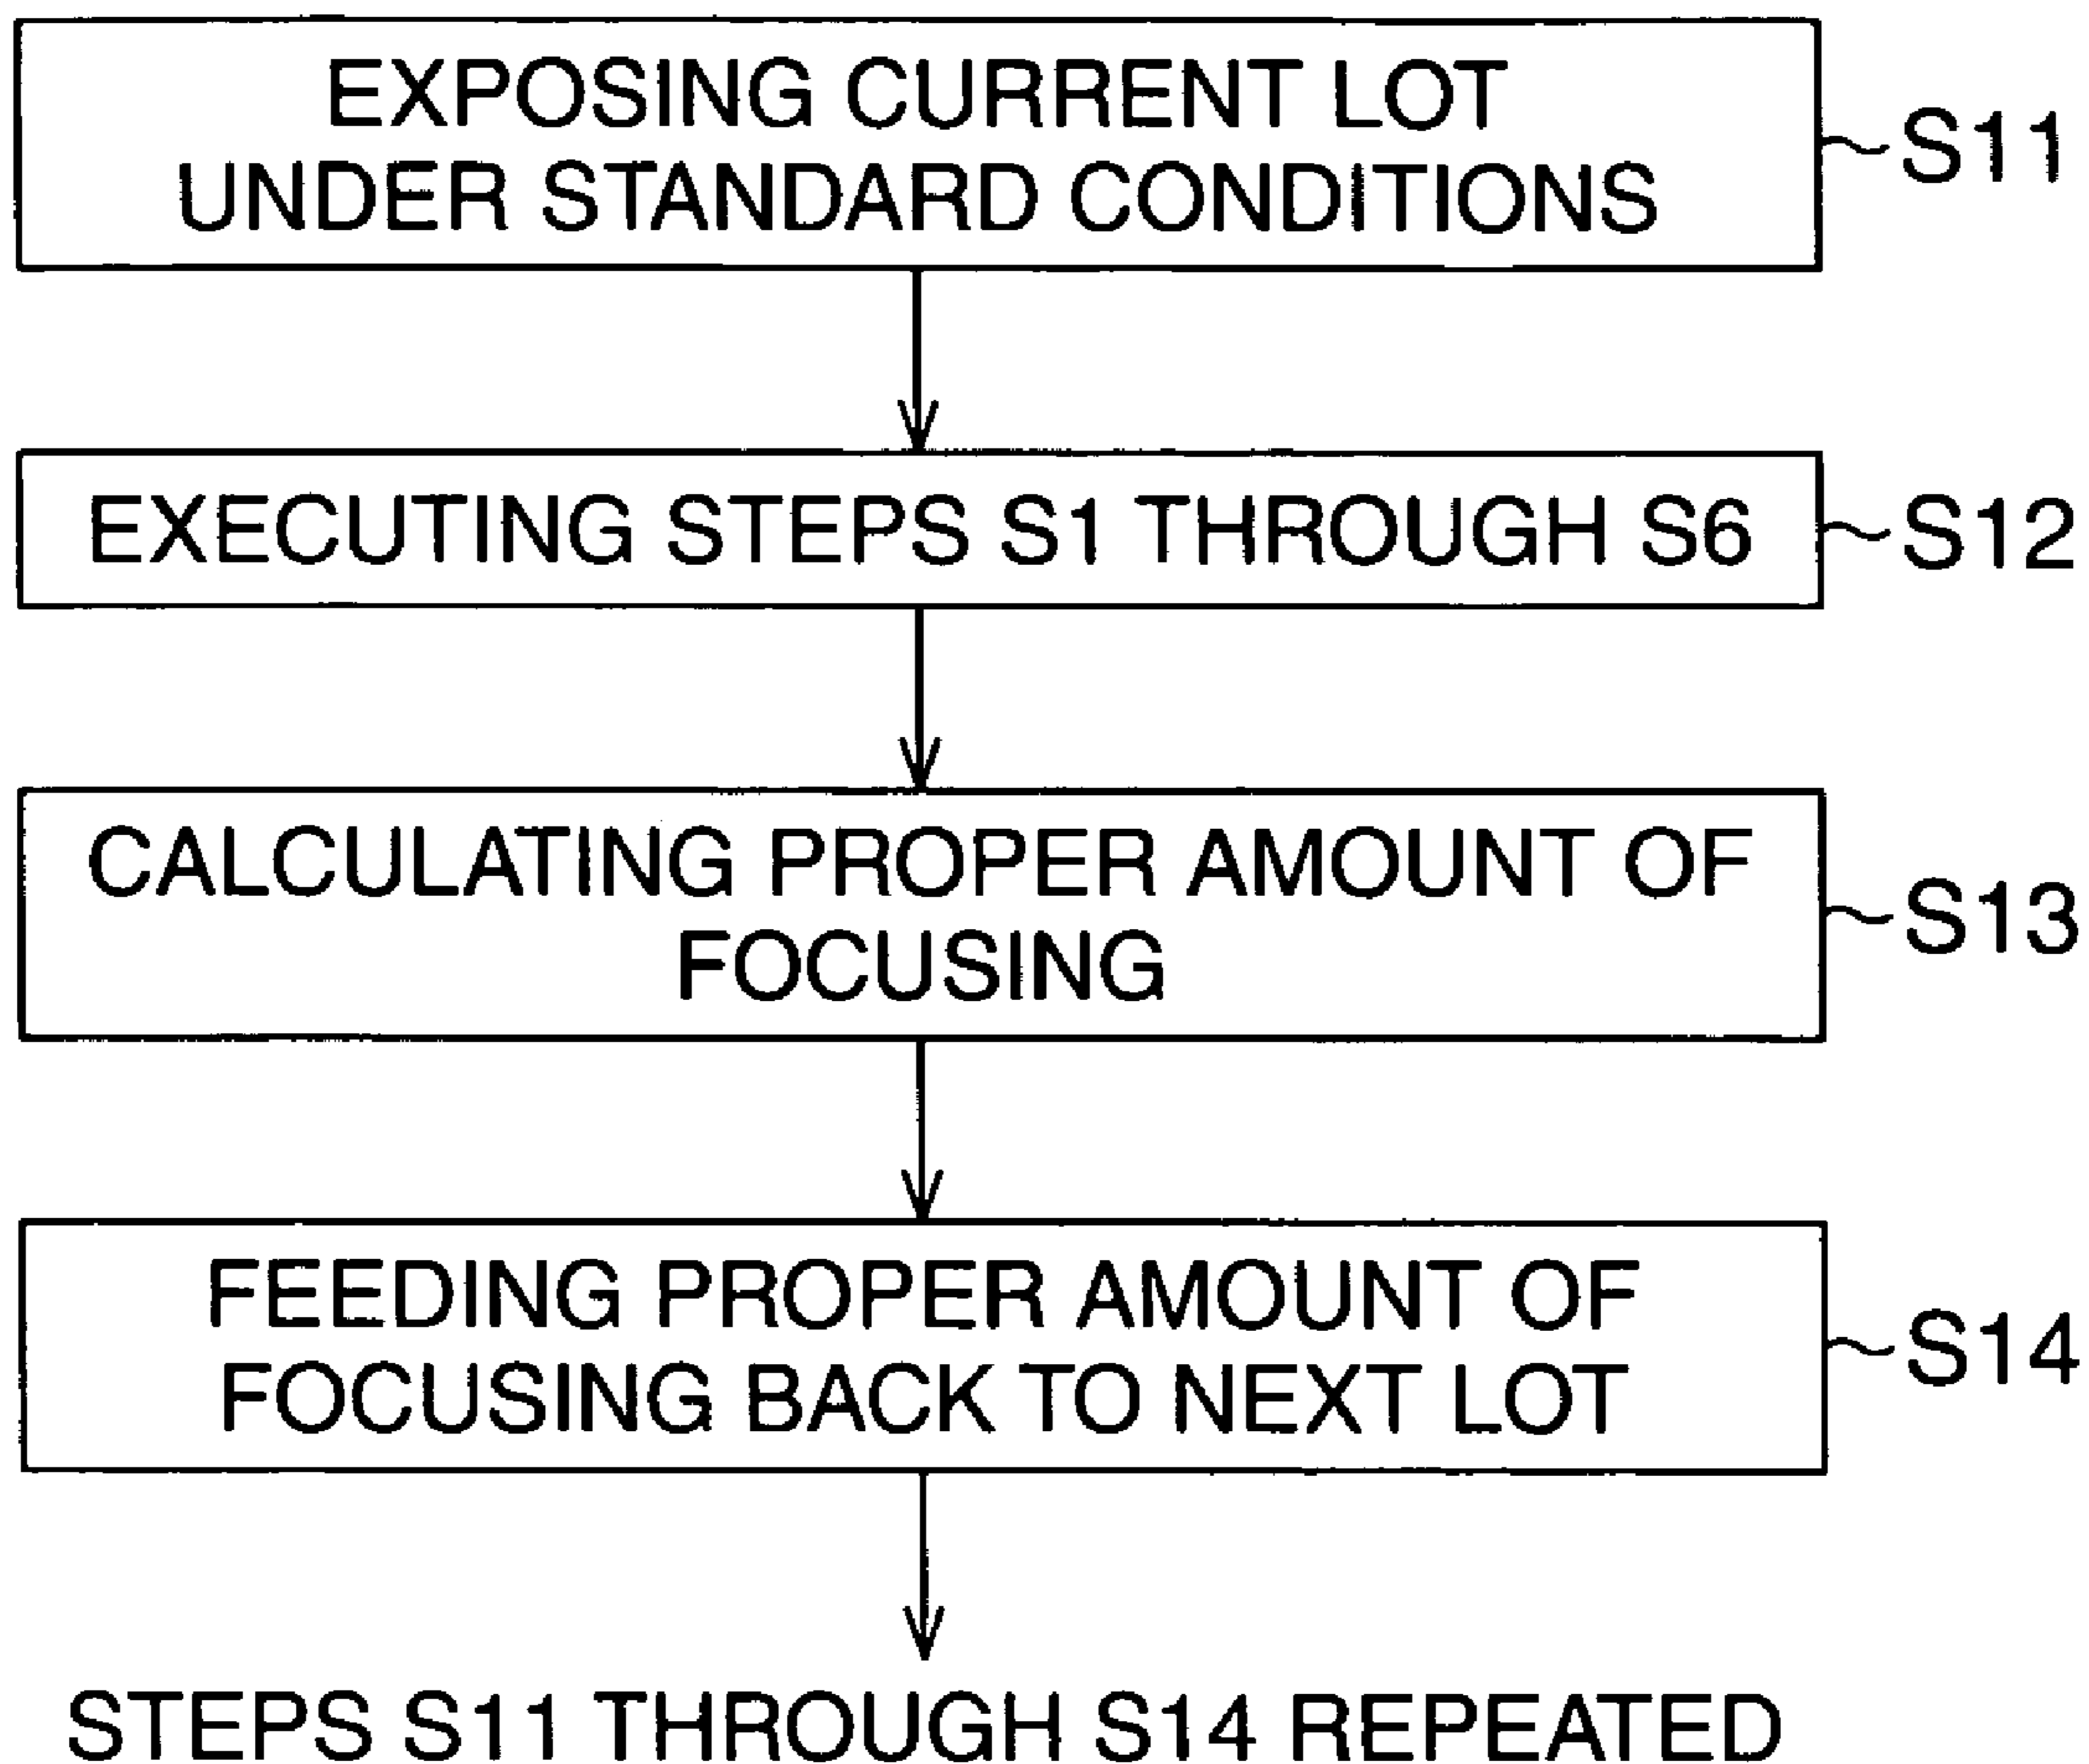 EXPOSING CURRENT LOT
UNDER STANDARD CONDITIONS
S11
EXECUTING STEPS S1 THROUGH S6
S12
CALCULATING PROPER AMOUNT OF
FOCUSING
S13
FEEDING PROPER AMOUNT OF
FOCUSING BACK TO NEXT LOT
S14
STEPS S11 THROUGH S14 REPEATED